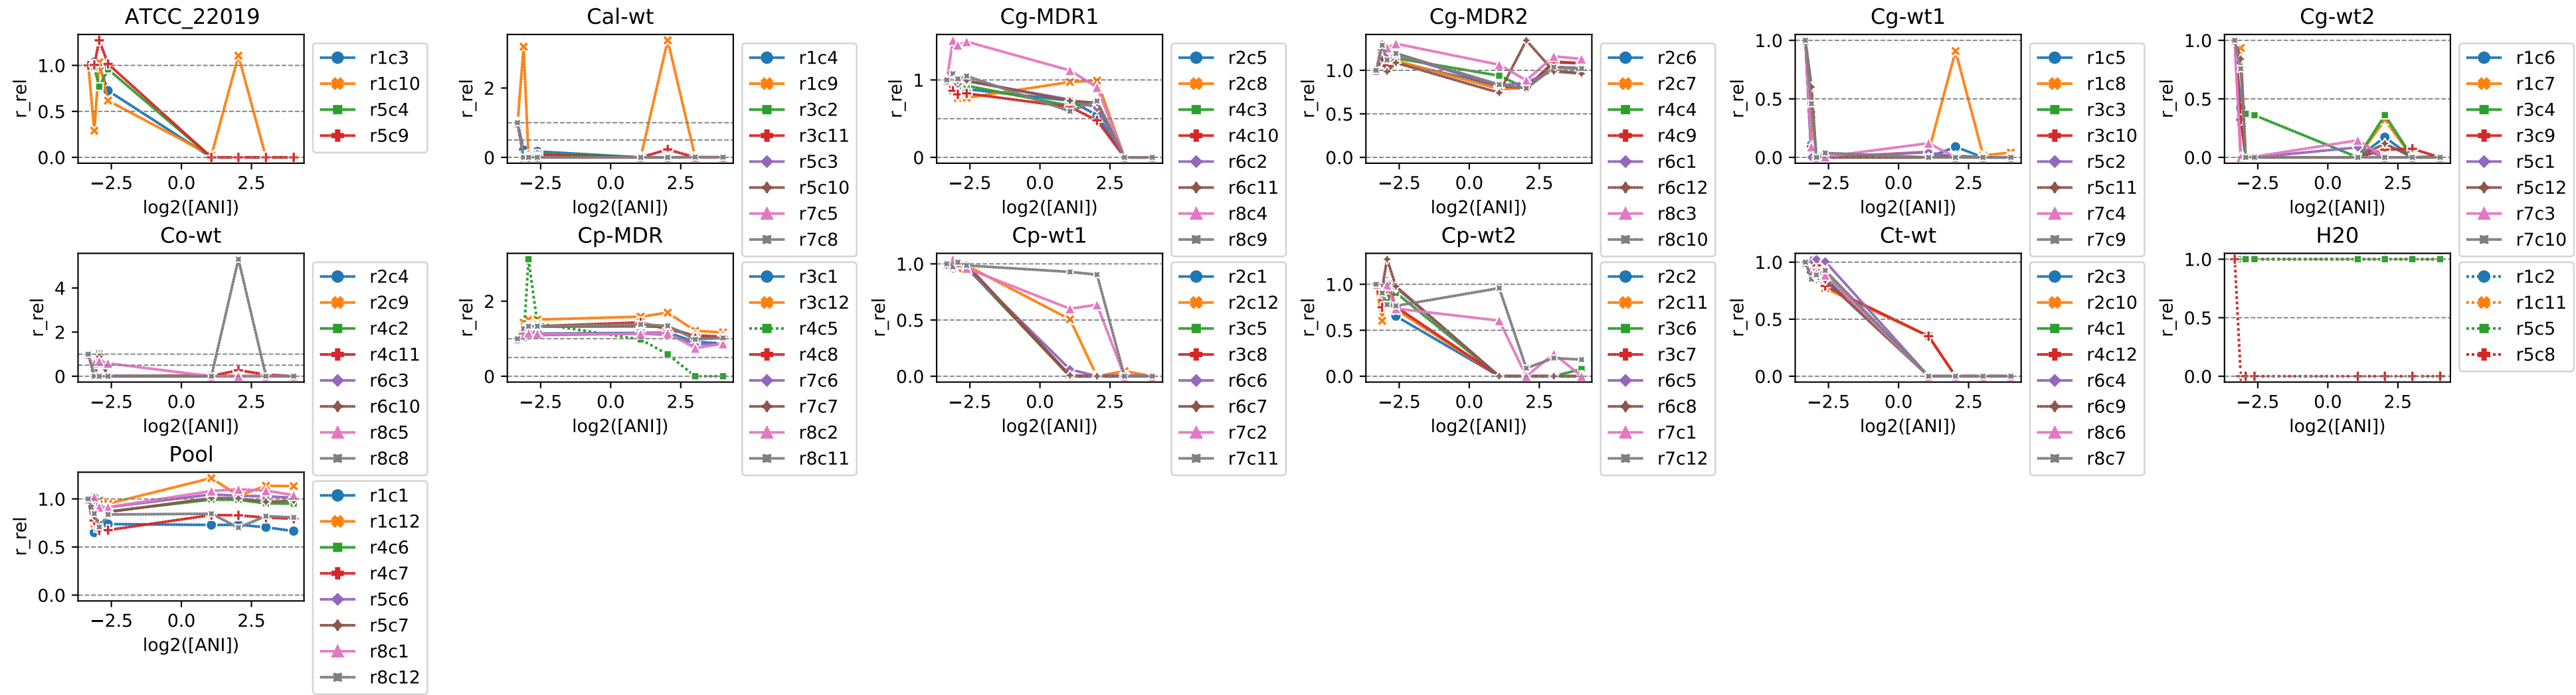 ATCC_22019
r_rel
1.0
0.5
0.0
−2.5 0.0 2.5
log2([ANI])
r1c3
r1c10
r5c4
r5c9
Cal-wt
r_rel
2
0
−2.5 0.0 2.5
log2([ANI])
r1c4
r1c9
r3c2
r3c11
r5c3
r5c10
r7c5
r7c8
Cg-MDR1
r_rel
1
0
−2.5 0.0 2.5
log2([ANI])
r2c5
r2c8
r4c3
r4c10
r6c2
r6c11
r8c4
r8c9
Cg-MDR2
r_rel
1.0
0.5
0.0
−2.5 0.0 2.5
log2([ANI])
r2c6
r2c7
r4c4
r4c9
r6c1
r6c12
r8c3
r8c10
Cg-wt1
r_rel
1.0
0.5
0.0
−2.5 0.0 2.5
log2([ANI])
r1c5
r1c8
r3c3
r3c10
r5c2
r5c11
r7c4
r7c9
Cg-wt2
r_rel
1.0
0.5
0.0
−2.5 0.0 2.5
log2([ANI])
r1c6
r1c7
r3c4
r3c9
r5c1
r5c12
r7c3
r7c10
Co-wt
r_rel
4
2
0
−2.5 0.0 2.5
log2([ANI])
r2c4
r2c9
r4c2
r4c11
r6c3
r6c10
r8c5
r8c8
Cp-MDR
r_rel
2
0
−2.5 0.0 2.5
log2([ANI])
r3c1
r3c12
r4c5
r4c8
r7c6
r7c7
r8c2
r8c11
Cp-wt1
r_rel
1.0
0.5
0.0
−2.5 0.0 2.5
log2([ANI])
r2c1
r2c12
r3c5
r3c8
r6c6
r6c7
r7c2
r7c11
Cp-wt2
r_rel
1.0
0.5
0.0
−2.5 0.0 2.5
log2([ANI])
r2c2
r2c11
r3c6
r3c7
r6c5
r6c8
r7c1
r7c12
Ct-wt
r_rel
1.0
0.5
0.0
−2.5 0.0 2.5
log2([ANI])
r2c3
r2c10
r4c1
r4c12
r6c4
r6c9
r8c6
r8c7
H20
r_rel
1.0
0.5
0.0
−2.5 0.0 2.5
log2([ANI])
r1c2
r1c11
r5c5
r5c8
Pool
r_rel
1.0
0.5
0.0
−2.5 0.0 2.5
log2([ANI])
r1c1
r1c12
r4c6
r4c7
r5c6
r5c7
r8c1
r8c12